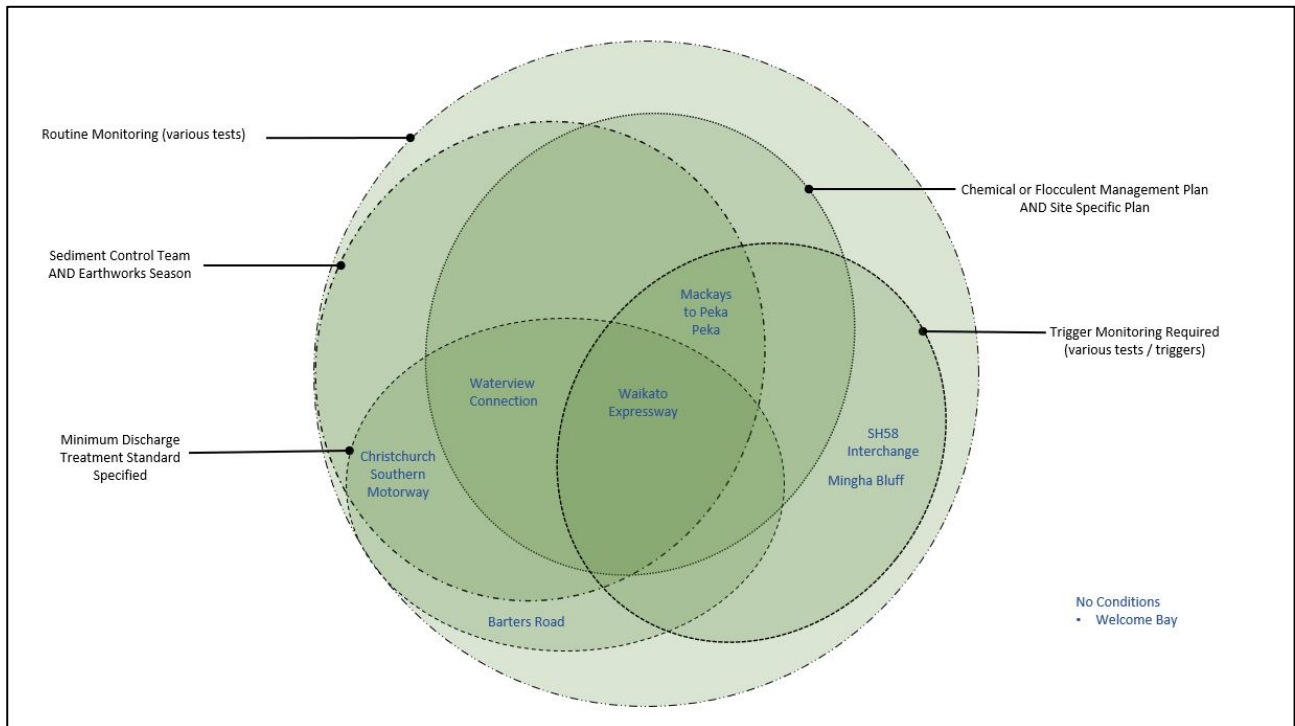 Routine Monitoring (various tests)
Chemical or Flocculent Management Plan
AND Site Specific Plan
Sediment Control Team
AND Earthworks Season
Mackays
to Peka
Peka
Trigger Monitoring Required
(various tests / triggers)
Waterview
Connection
Waikato
Expressway
Minimum Discharge
Treatment Standard
Specified
Christchurch
Southern
Motorway
SH58
Interchange
Mingha Bluff
Barters Road
No Conditions
• Welcome Bay